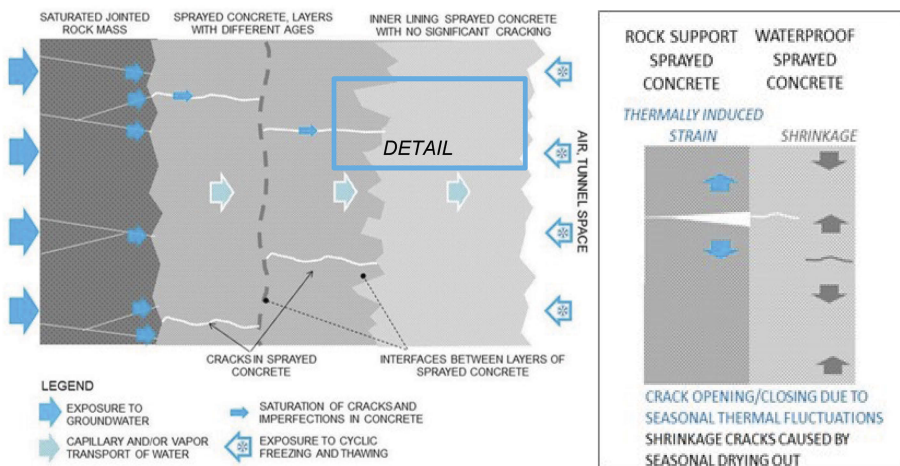 SATURATED JOINTED
ROCK MASS
SPRAYED CONCRETE, LAYERS
WITH DIFFERENT AGES
INNER LINING SPRAYED CONCRETE
WITH NO SIGNIFICANT CRACKING
DETAIL
AIR, TUNNEL SPACE
CRACKS IN SPRAYED
CONCRETE
INTERFACES BETWEEN LAYERS OF
SPRAYED CONCRETE
LEGEND
EXPOSURE TO
GROUNDWATER
SATURATION OF CRACKS AND
IMPERFECTIONS IN CONCRETE
CAPILLARY AND/OR VAPOR
TRANSPORT OF WATER
EXPOSURE TO CYCLIC
FREEZING AND THAWING
ROCK SUPPORT
SPRAYED
CONCRETE
WATERPROOF
SPRAYED
CONCRETE
THERMALLY INDUCED
STRAIN
SHRINKAGE
CRACK OPENING/CLOSING DUE TO
SEASONAL THERMAL FLUCTUATIONS
SHRINKAGE CRACKS CAUSED BY
SEASONAL DRYING OUT